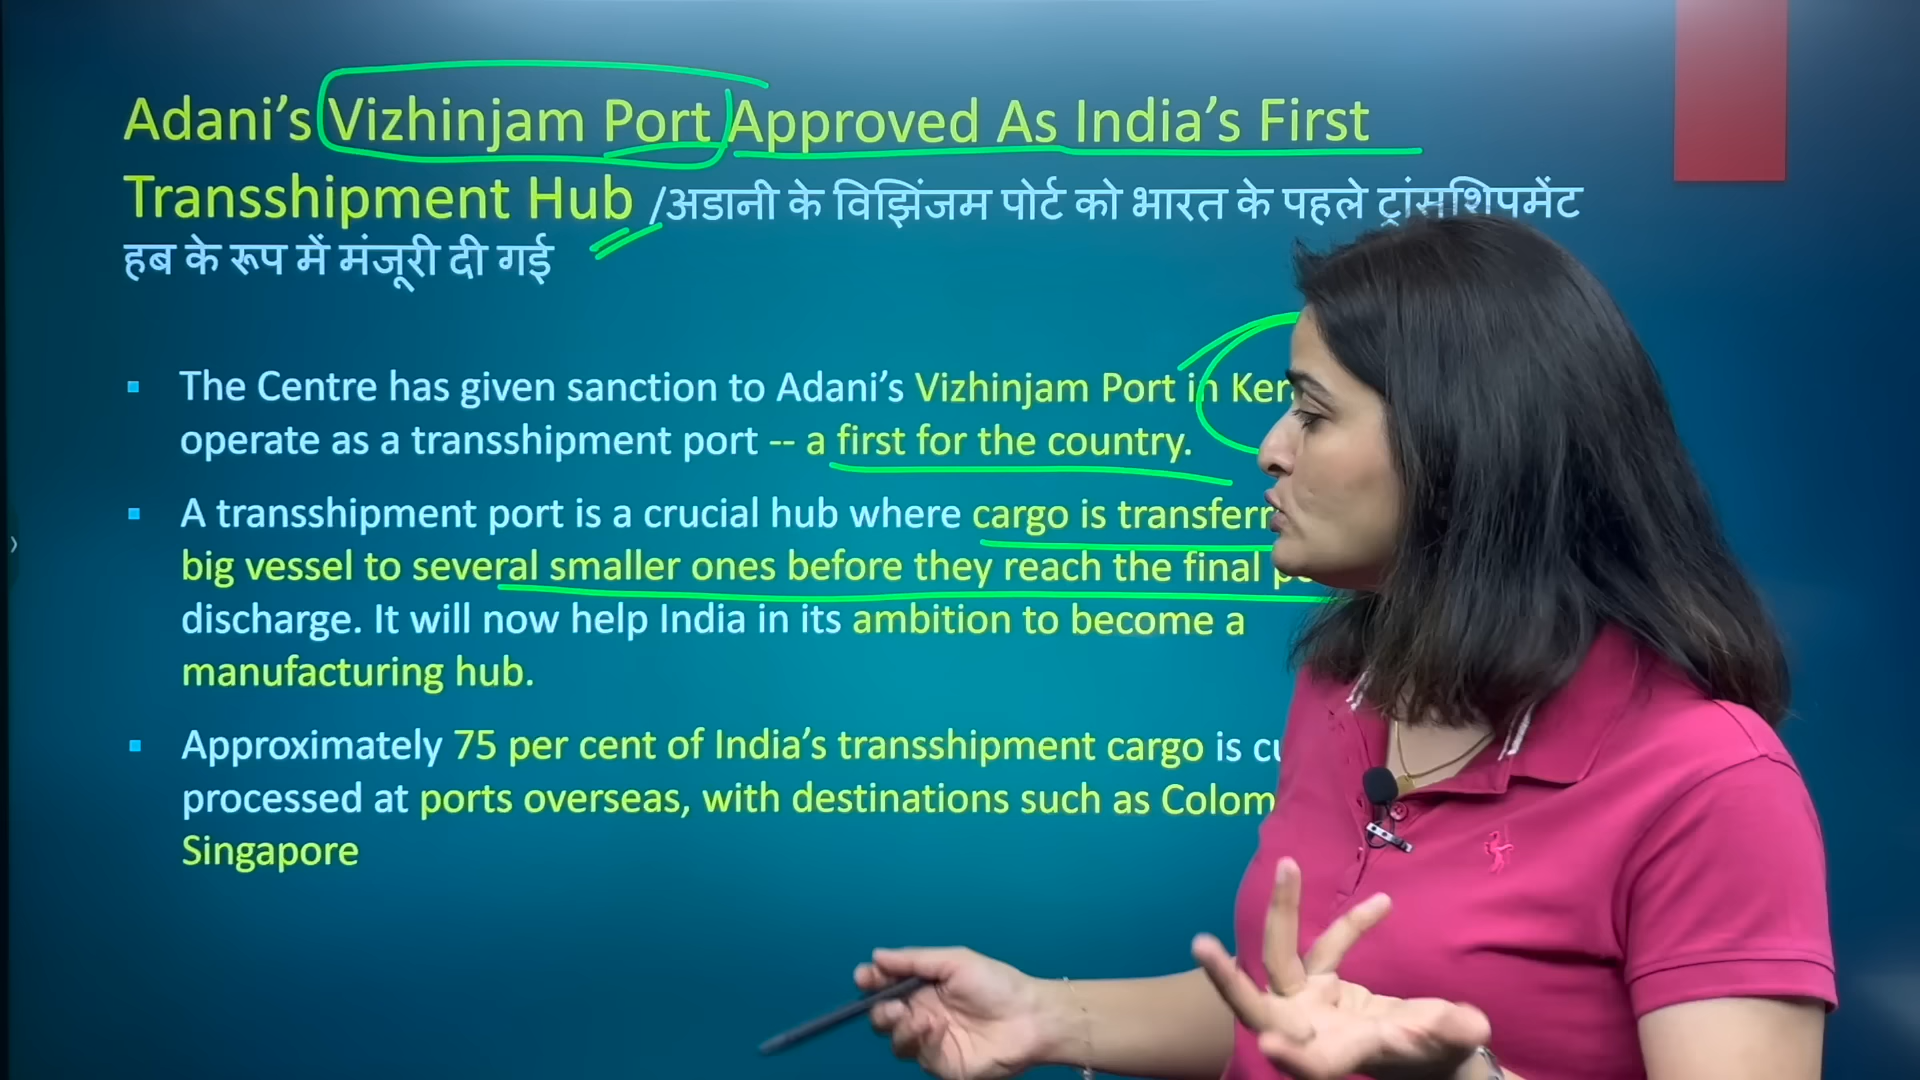 Adani’s Vizhinjam Port Approved As India’s First
Transshipment Hub /अडानी के विझिंजम पोर्ट को भारत के पहले ट्रांसशिपमेंट
हब के रूप में मंजूरी दी गई
The Centre has given sanction to Adani’s Vizhinjam Port in
operate as a transshipment port -- a first for the country.
A transshipment port is a crucial hub where cargo is
big vessel to several smaller ones before they reach the final
discharge. It will now help India in its ambition to become a
manufacturing hub.
Approximately 75 per cent of India’s transshipment cargo is
processed at ports overseas, with destinations such as
Singapore